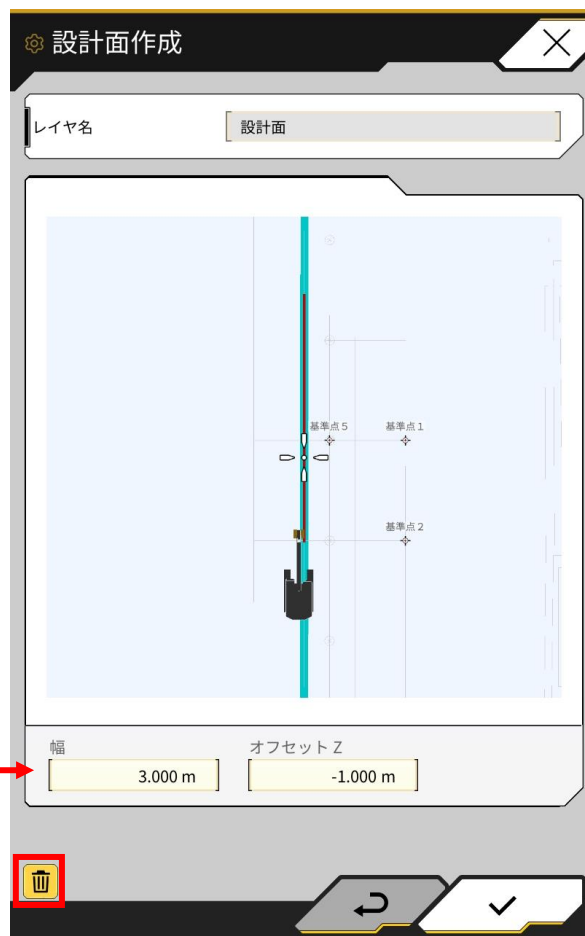 設計面作成
レイヤ名
設計面
基準点5
基準点1
基準点2
幅
オフセット Z
3.000 m
-1.000 m